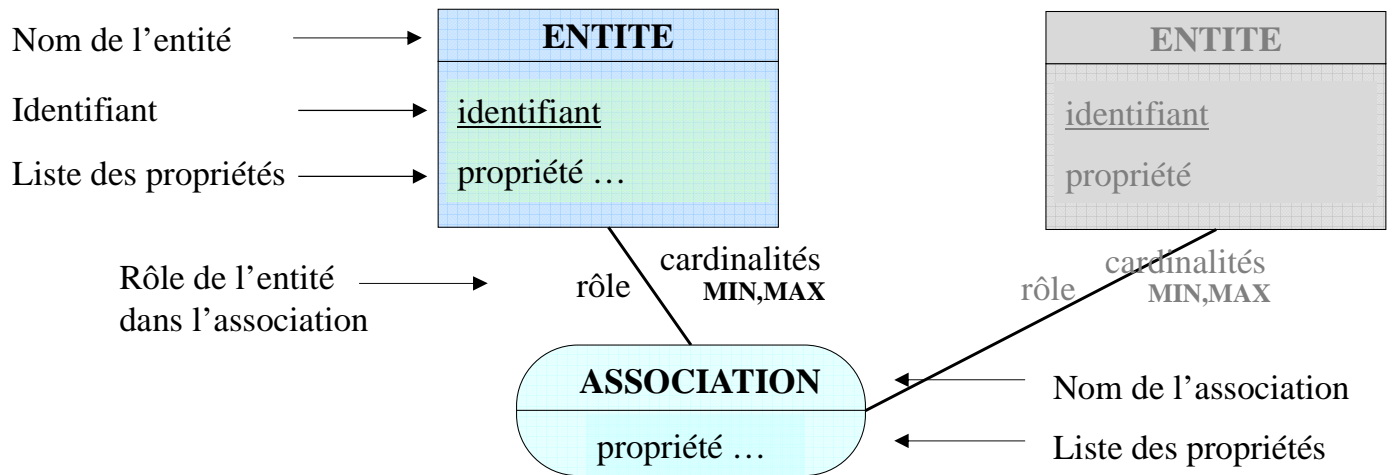 Nom de l’entité
ENTITE
ENTITE
Identifiant
identifiant
identifiant
Liste des propriétés
propriété …
propriété
Rôle de l’entité
dans l’association
rôle
cardinalités
MIN,MAX
rôle
cardinalités
MIN,MAX
ASSOCIATION
Nom de l’association
propriété …
Liste des propriétés